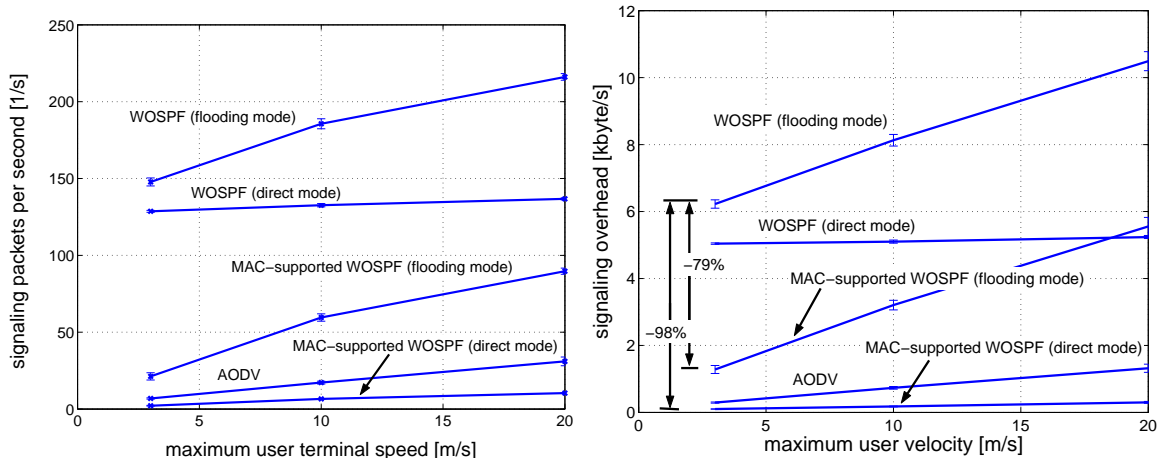 250
200
150
100
50
0
0
5
10
15
20
signaling packets per second [1/s]
maximum user terminal speed [m/s]
WOSPF (flooding mode)
WOSPF (direct mode)
MAC−supported WOSPF (flooding mode)
MAC−supported WOSPF (direct mode)
AODV
12
10
8
6
4
2
0
0
5
10
15
20
signaling overhead [kbyte/s]
maximum user velocity [m/s]
WOSPF (flooding mode)
WOSPF (direct mode)
−79%
MAC−supported WOSPF (flooding mode)
−98%
MAC−supported WOSPF (direct mode)
AODV